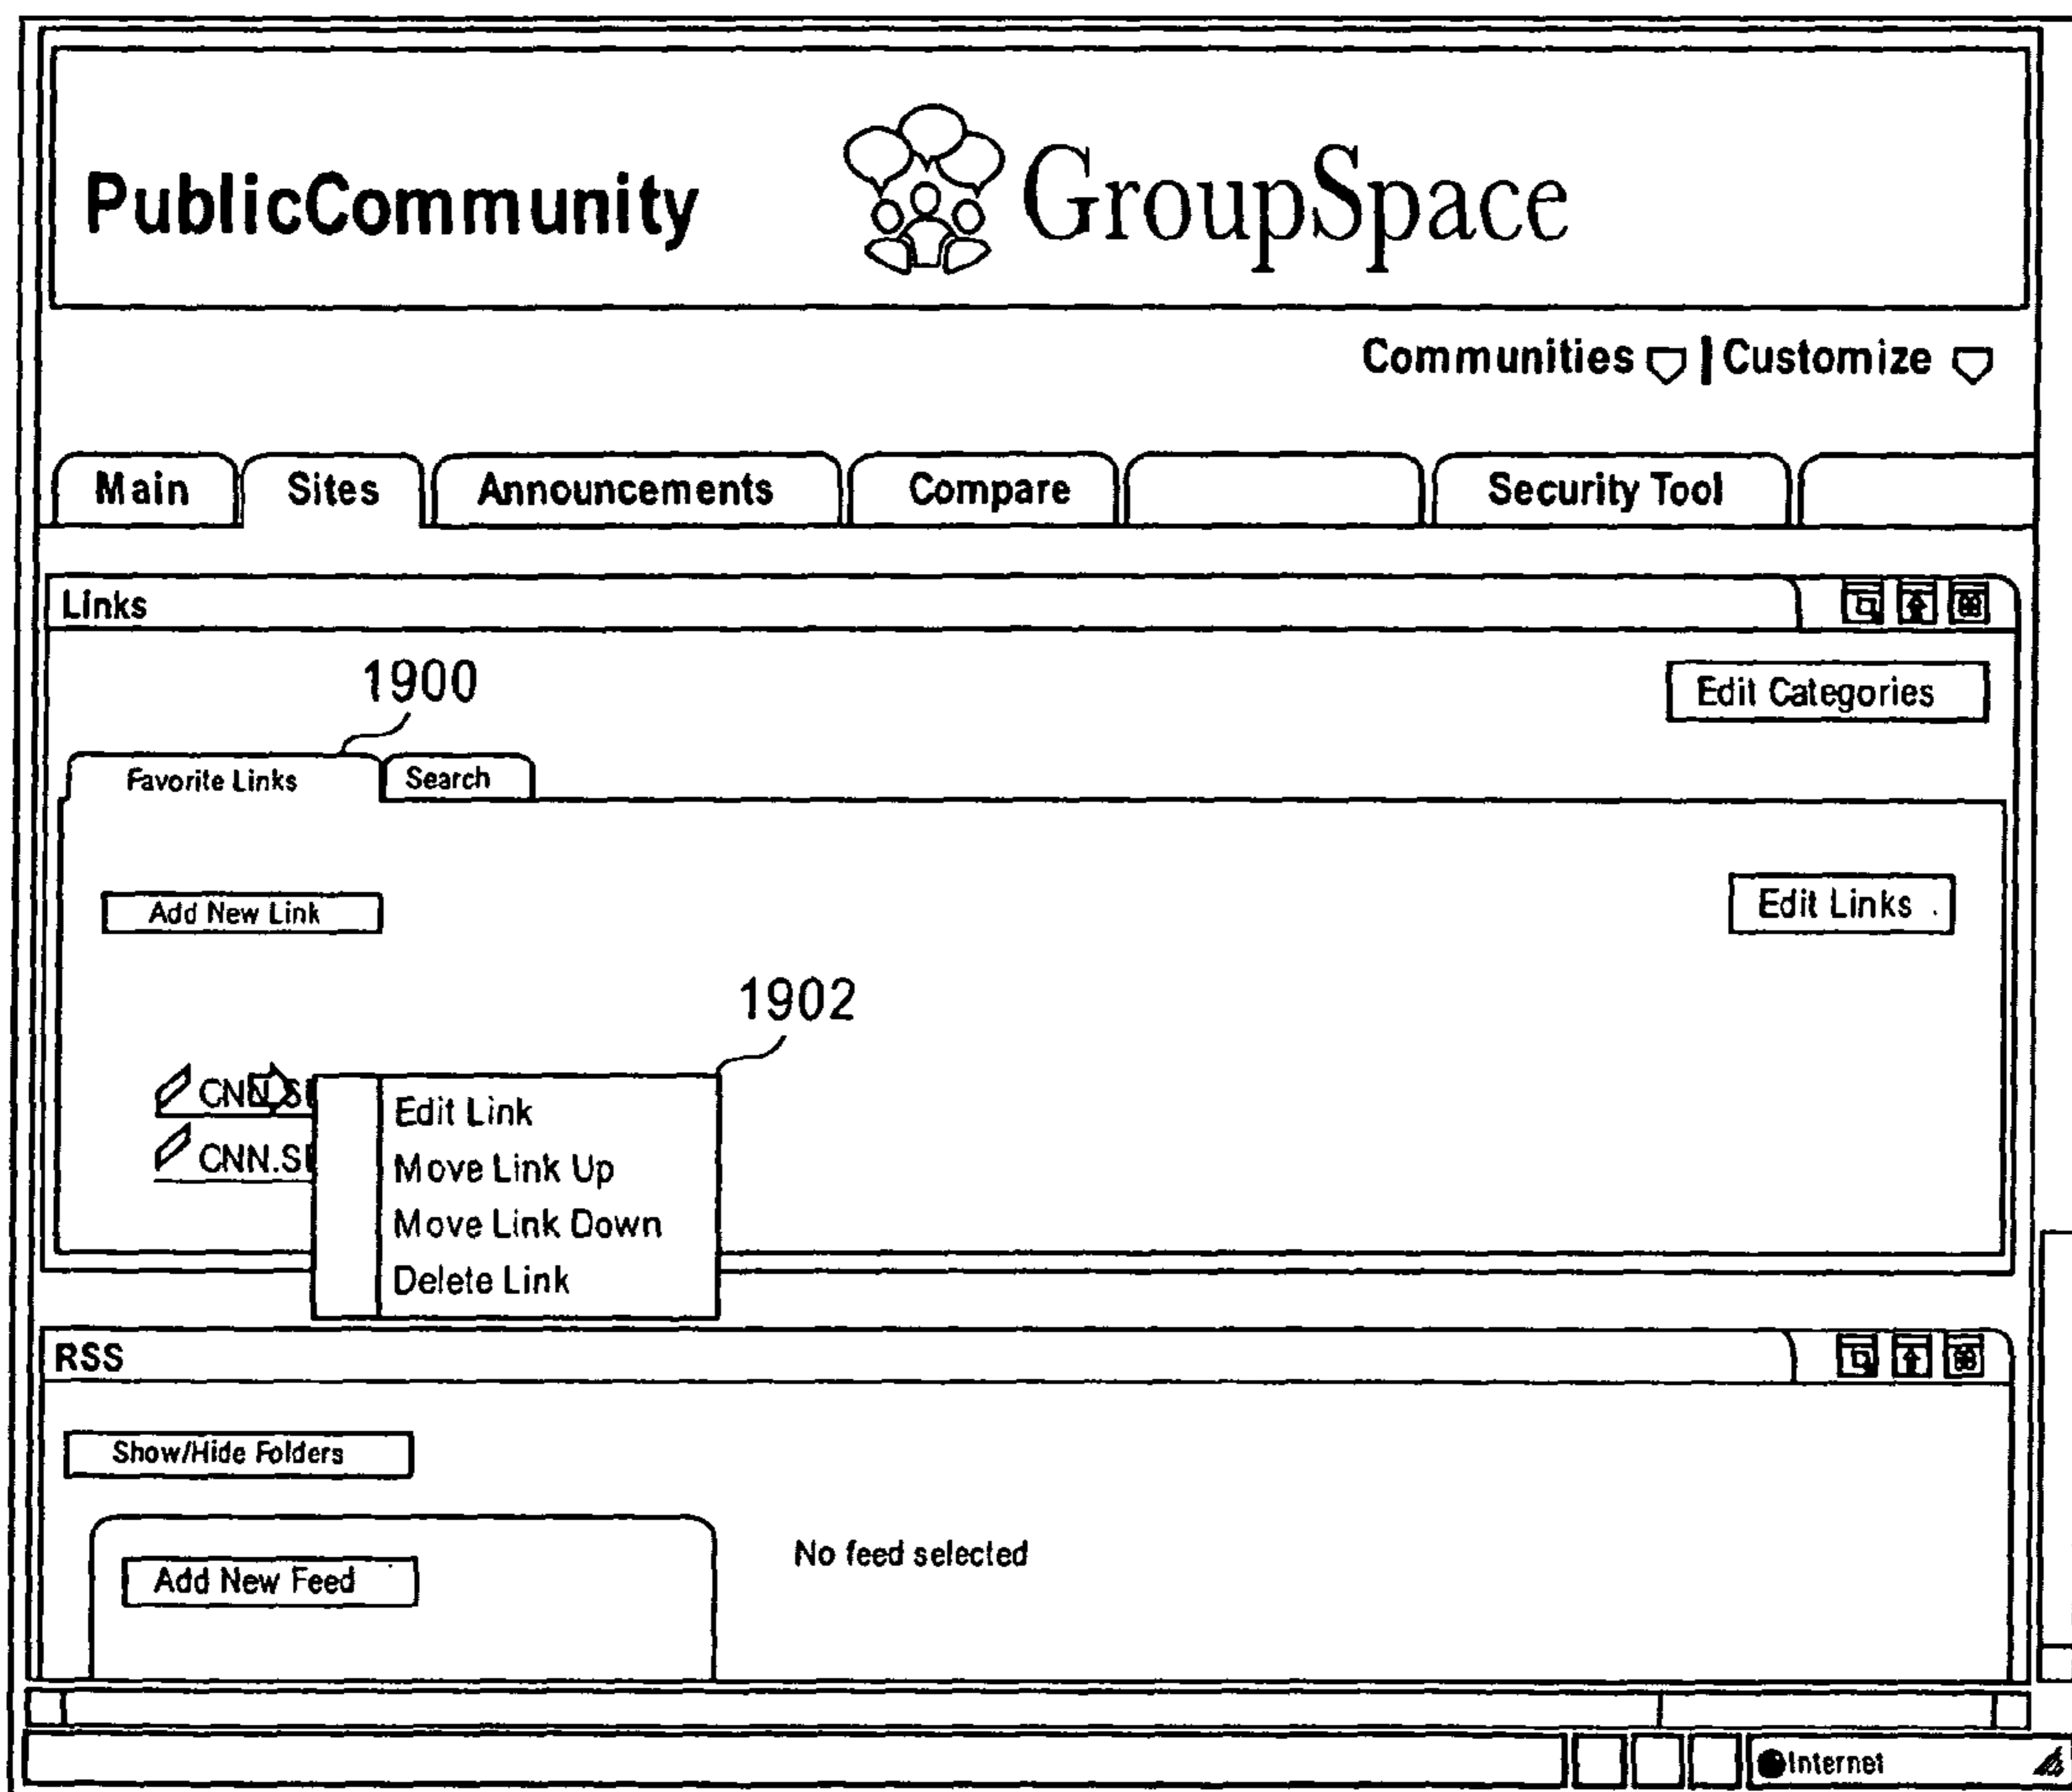 PublicCommunity GroupSpace
Communities | Customize
Main Sites Announcements Compare Security Tool
Links
1900
Edit Categories
Favorite Links Search
Add New Link
Edit Links
1902
CNN.S
CNN.S
Edit Link
Move Link Up
Move Link Down
Delete Link
RSS
Show/Hide Folders
Add New Feed
No feed selected
Internet